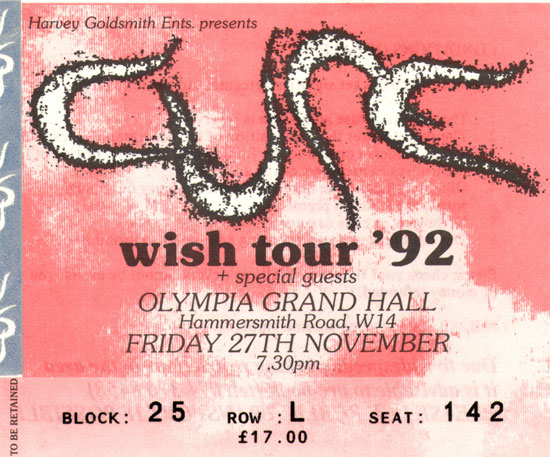 Harvey Goldsmith Ents. presents
CURE
wish tour '92
+ special guests
OLYMPIA GRAND HALL
Hammersmith Road, W14
FRIDAY 27TH NOVEMBER
7.30pm
BLOCK: 25 ROW :L SEAT: 142
£17.00
TO BE RETAINED